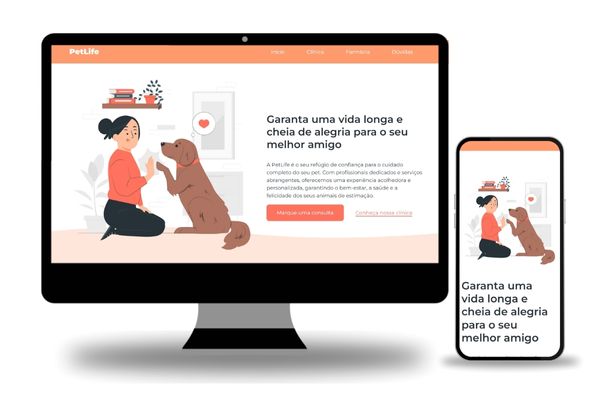 PetLife
Início Clínica Farmácia Dúvidas
Garanta uma vida longa e
cheia de alegria para o seu
melhor amigo
A PetLife é o seu refúgio de confiança para o cuidado
completo do seu pet. Com profissionais dedicados e serviços
abrangentes, oferecemos uma experiência acolhedora e
personalizada, garantindo o bem-estar, a saúde e a
felicidade dos seus animais de estimação.
Marque uma consulta Conheça nossa clínica
Garanta uma
vida longa e
cheia de alegria
para o seu
melhor amigo